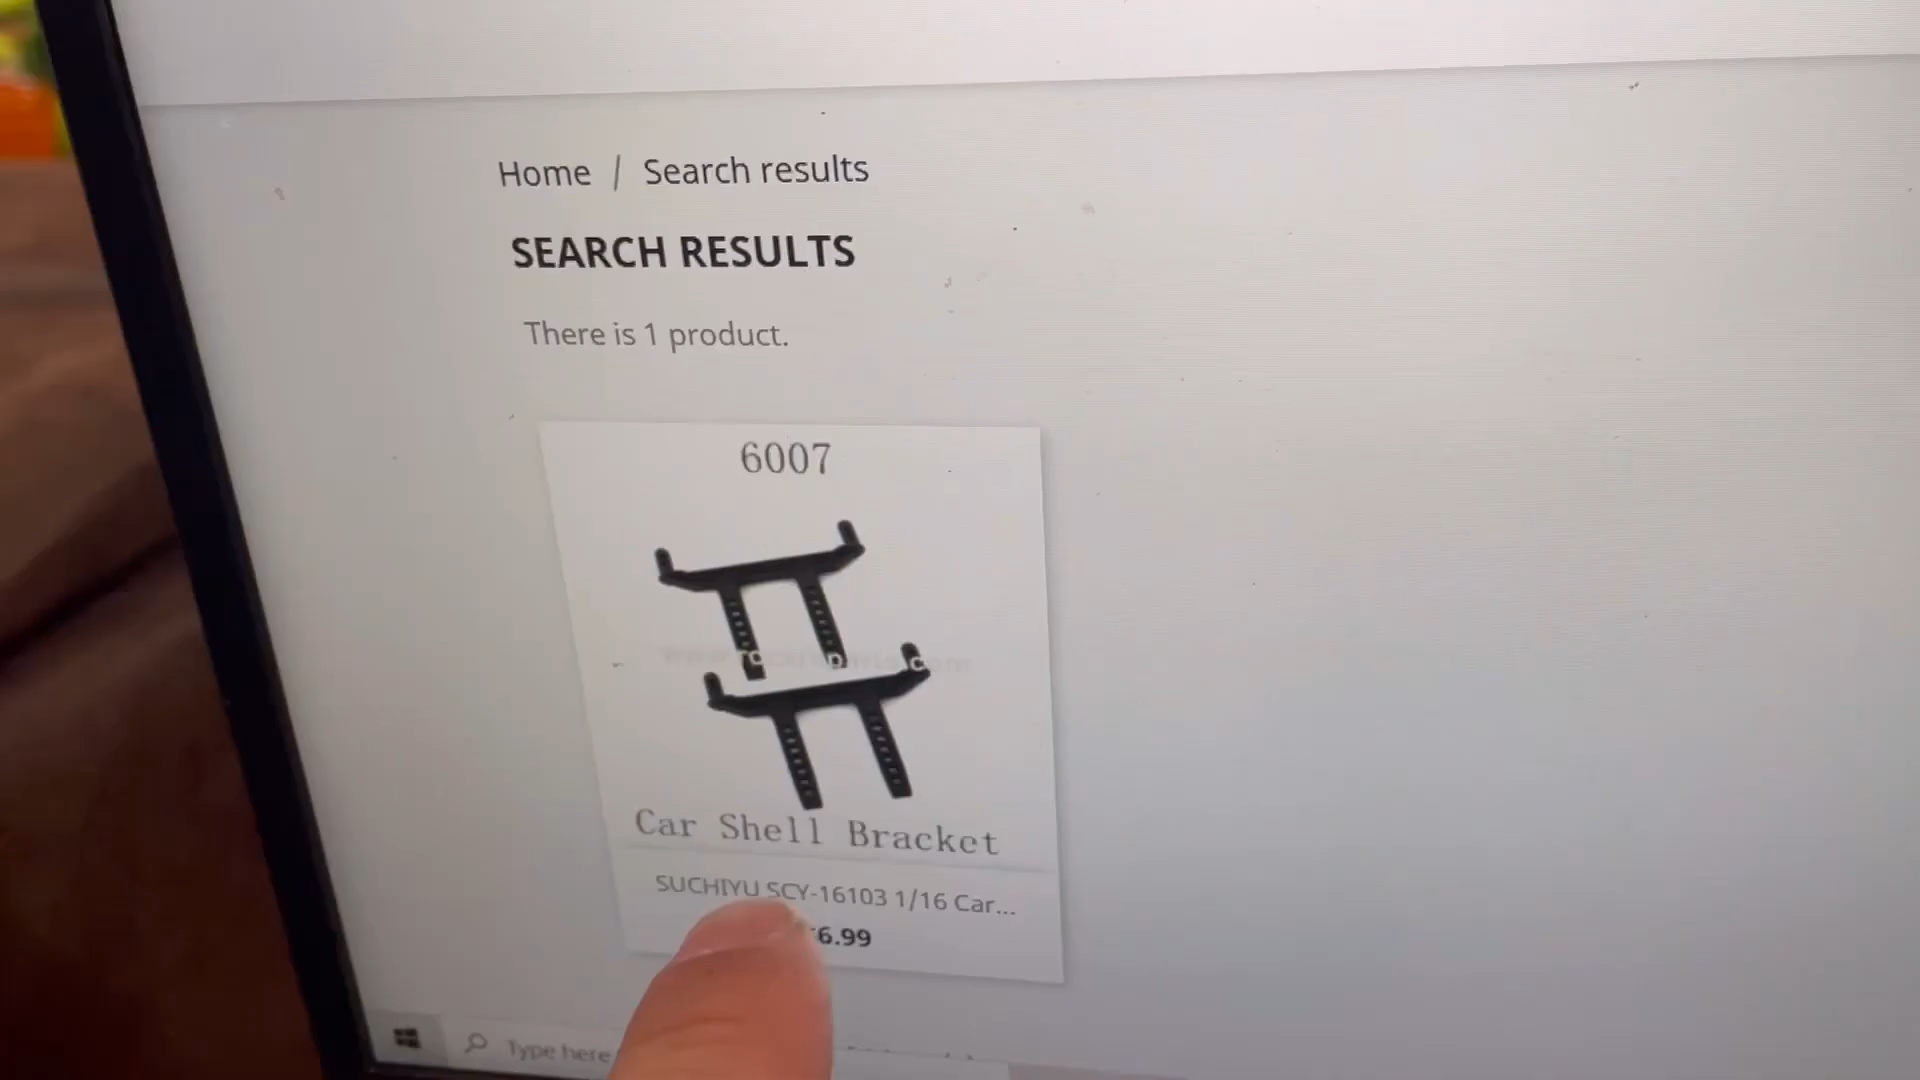 Home / Search results
SEARCH RESULTS
There is 1 product.
6007
Car Shell Bracket
SUCHIYU SCY-16103 1/16 Car...
6.99
Type here